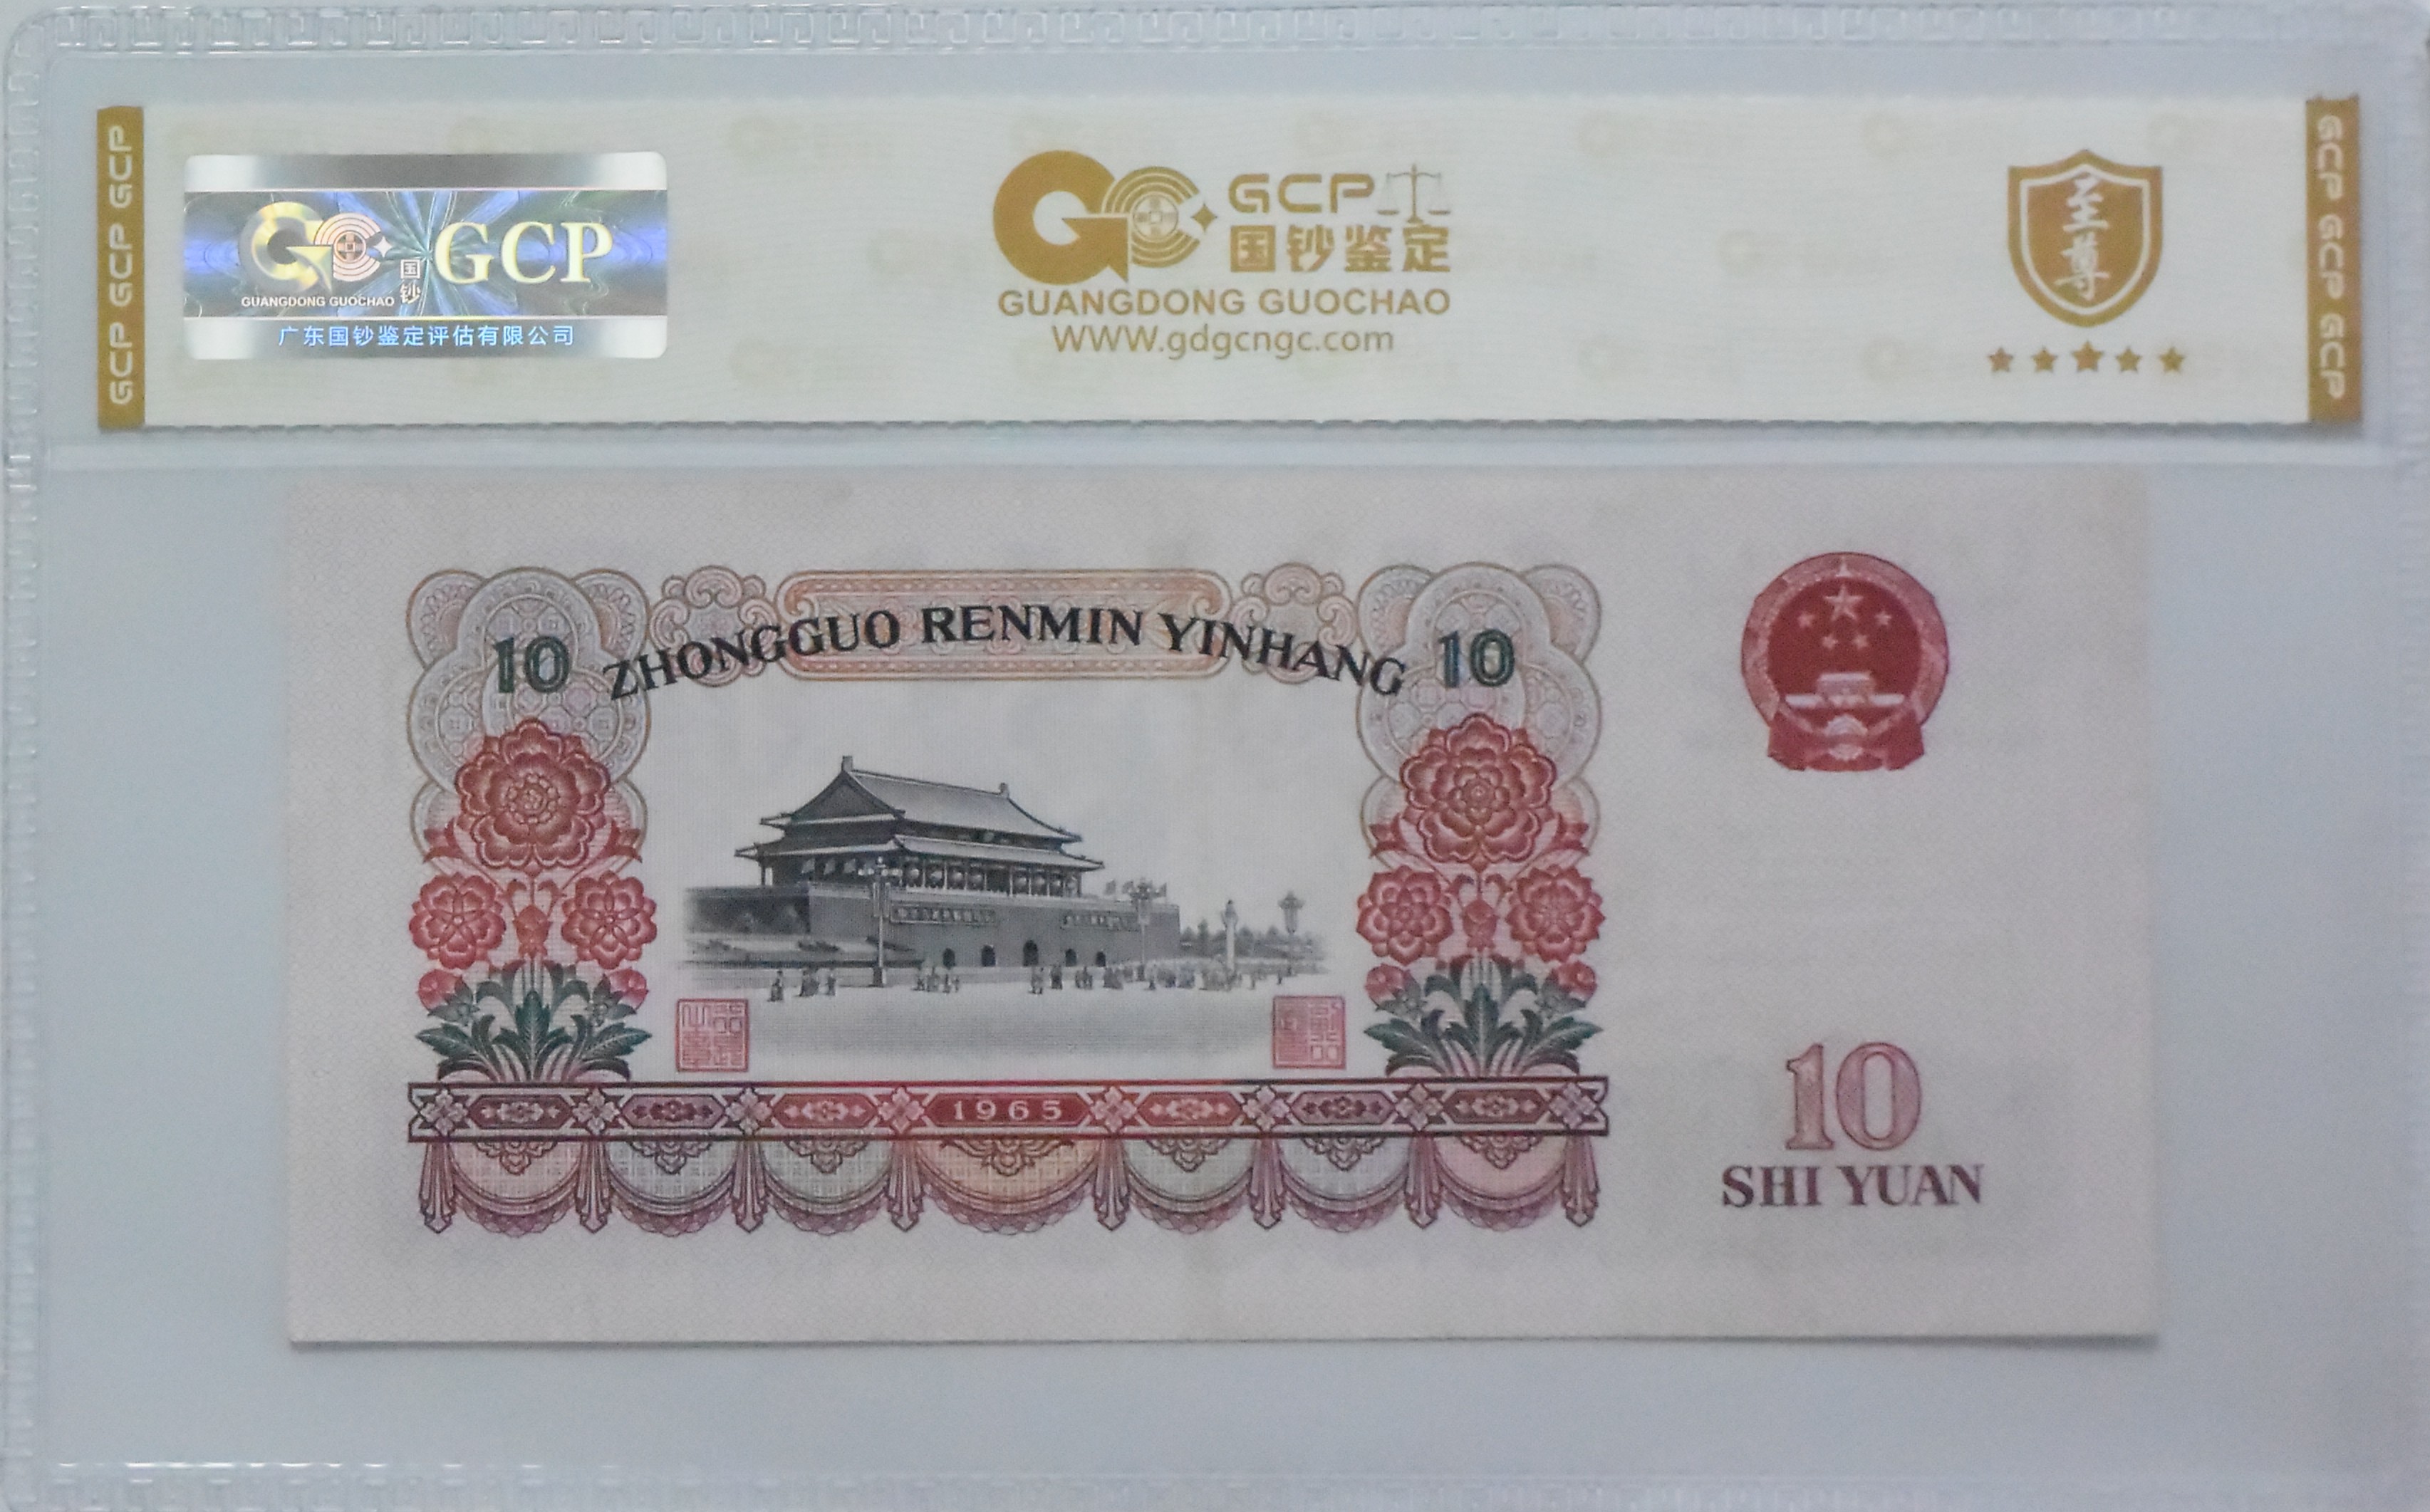 GCP GCP GCP
GUANGDONG GUOCHAO
国钞
GCP
广东国钞鉴定评估有限公司
GCP
国钞鉴定
GUANGDONG GUOCHAO
WWW.gdgcngc.com
至尊
GCP GCP GCP
10 ZHONGGUO RENMIN YINHANG 10
1965
10
SHI YUAN